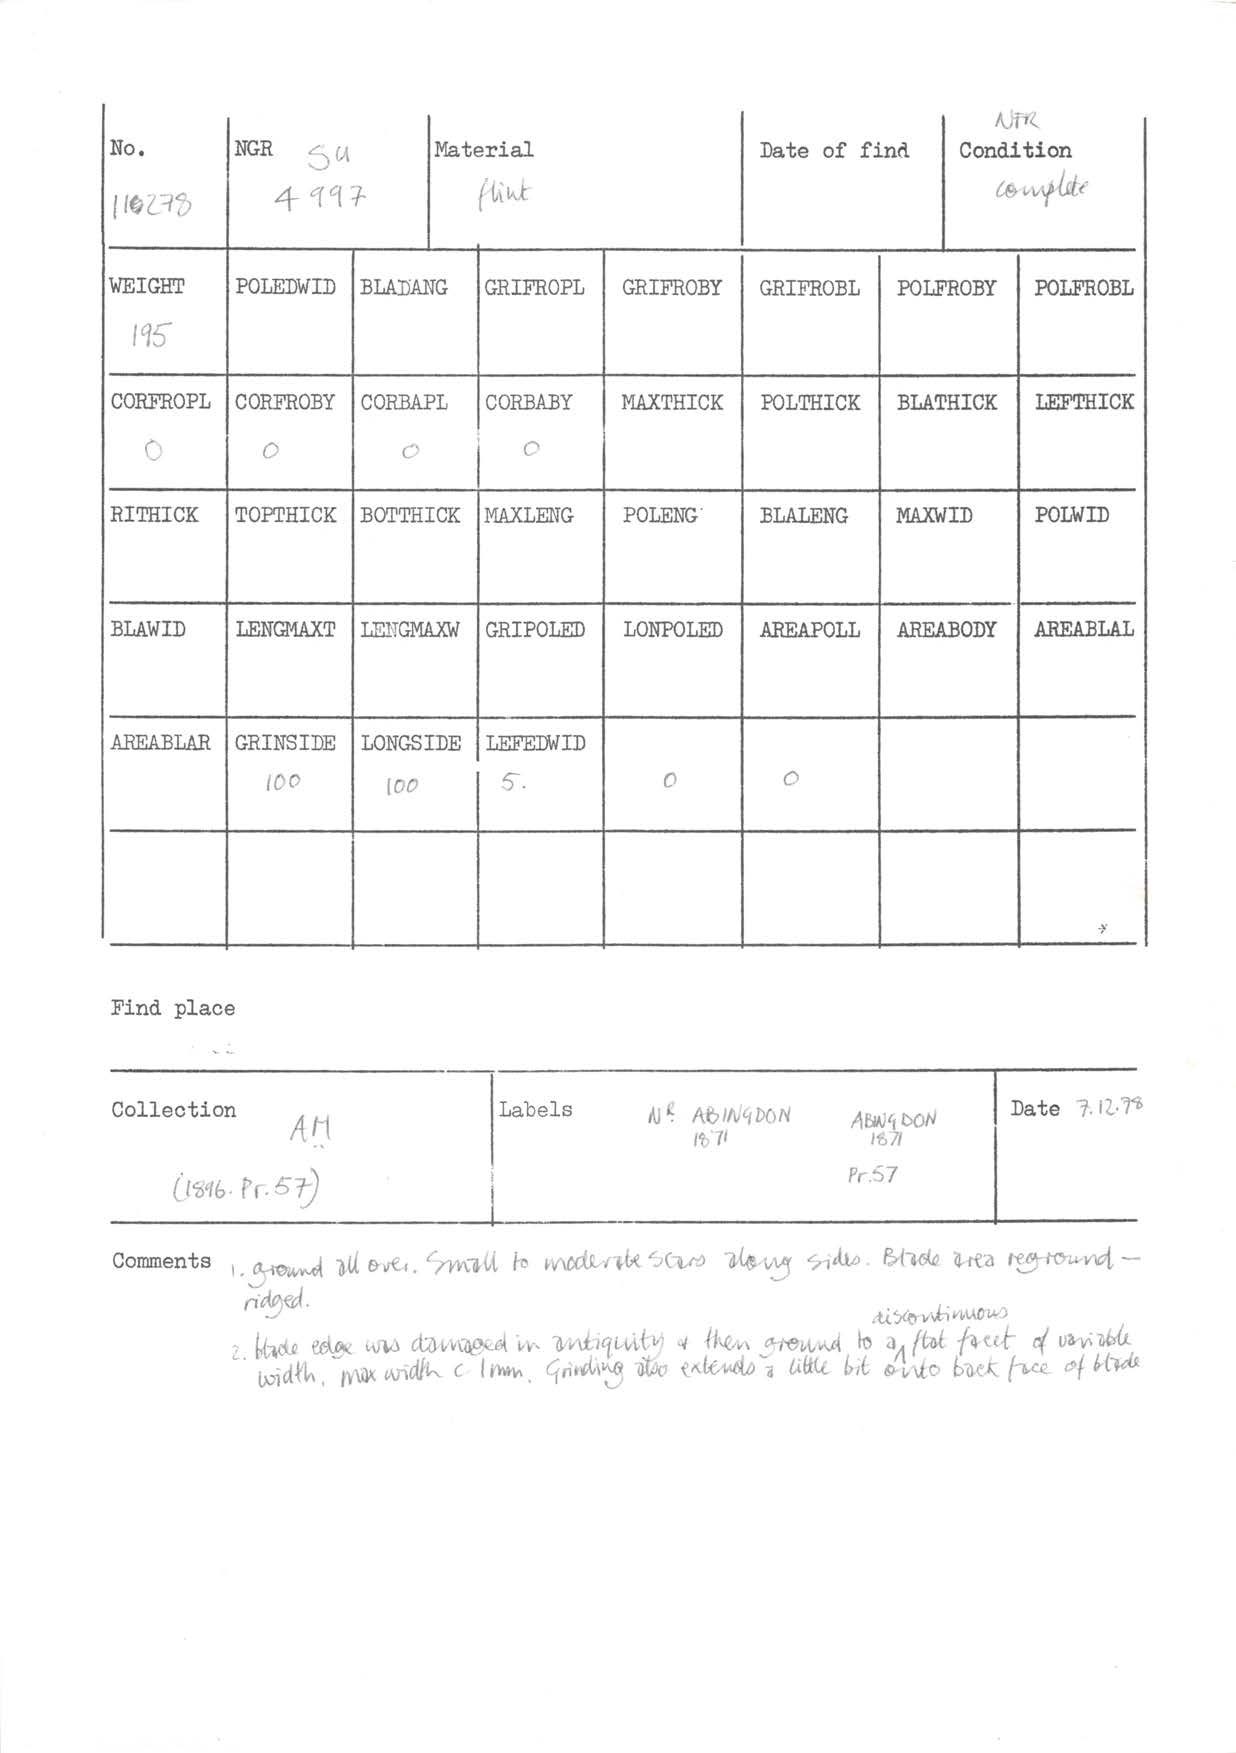 No. NGR SU Material Date of find NFR Condition
110278 4997 flint complete
WEIGHT POLEDWID BLADANG GRIFROPL GRIFROBY GRIFROBL POLFROBY POLFROBL
195
CORFROPL CORFROBY CORBAPL CORBABY MAXTHICK POLTHICK BLATHICK LEFTHICK
0 0 0 0
RITHICK TOPTHICK BOTTHICK MAXLENG POLENG BLALENG MAXWID POLWID
BLAWID LENGMAXT LENGMAXW GRIPOLED LONPOLED AREAPOLL AREABODY AREABLAL
AREABLAR GRINSIDE LONGSIDE LEFEDWID
100 100 5. 0 0
Find place
Collection AM Labels Nr ABINGDON ABINGDON Date 7.12.78
1871 1871
(1896. Pr. 57) Pr.57
Comments 1. ground all over. Small to moderate scars along sides. Blade area reground –
ridged.
discontinuous
2. blade edge was damaged in antiquity & then ground to a flat facet of variable
width, max width c. 1mm. Grinding also extends a little bit onto back face of blade